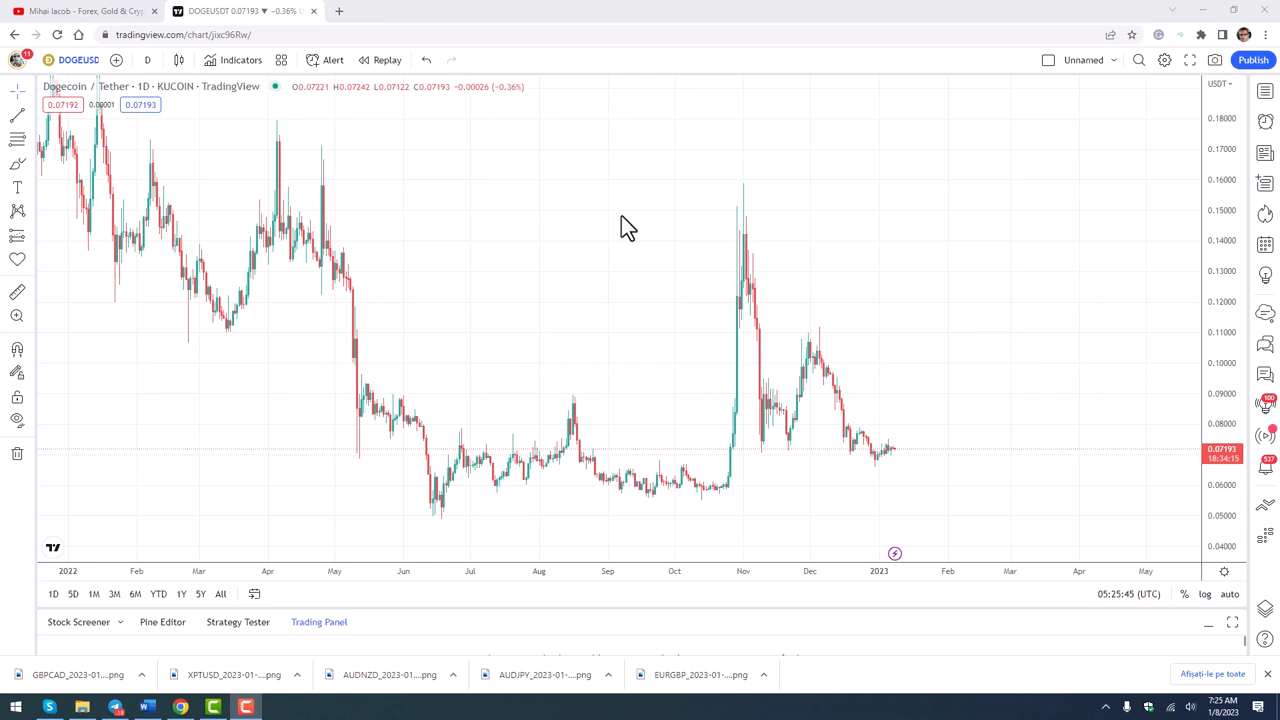 Mihai Iacob - Forex, Gold & Cryp
DOGEUSDT 0.07193 ▼ −0.36% U
tradingview.com/chart/jixc96Rw/
11
DOGEUSDT
D
Indicators
Alert
Replay
Unnamed
Publish
Dogecoin / Tether · 1D · KUCOIN · TradingView
O0.07221 H0.07242 L0.07122 C0.07193 −0.00026 (−0.36%)
USDT
0.07192
0.00001
0.07193
0.18000
0.17000
0.16000
0.15000
0.14000
0.13000
0.12000
0.11000
0.10000
0.09000
0.08000
0.07193
18:34:15
0.06000
0.05000
0.04000
100
537
2022
Feb
Mar
Apr
May
Jun
Jul
Aug
Sep
Oct
Nov
Dec
2023
Feb
Mar
Apr
May
1D
5D
1M
3M
6M
YTD
1Y
5Y
All
05:25:45 (UTC)
%
log
auto
Stock Screener
Pine Editor
Strategy Tester
Trading Panel
GBPCAD_2023-01-....png
XPTUSD_2023-01-....png
AUDNZD_2023-01-....png
AUDJPY_2023-01-....png
EURGBP_2023-01-....png
Afișați-le pe toate
7:25 AM
1/8/2023